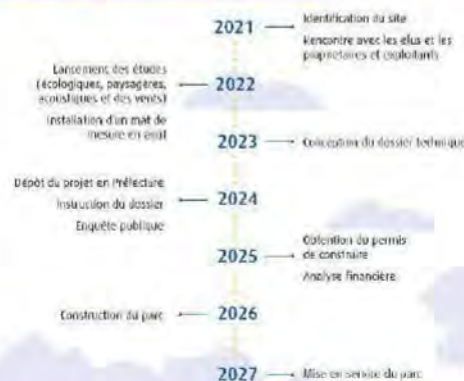 2021
Identification du site
Rencontre avec les élus et les
propriétaires et exploitants
Lancement des études
(écologiques, paysagères,
acoustiques et des vents)
Installation d'un mat de
mesure en août
2022
2023
Conception du dossier technique
Dépôt du projet en Préfecture
Instruction du dossier
Enquête publique
2024
2025
Obtention du permis
de construire
Analyse financière
Construction du parc
2026
2027
Mise en service du parc